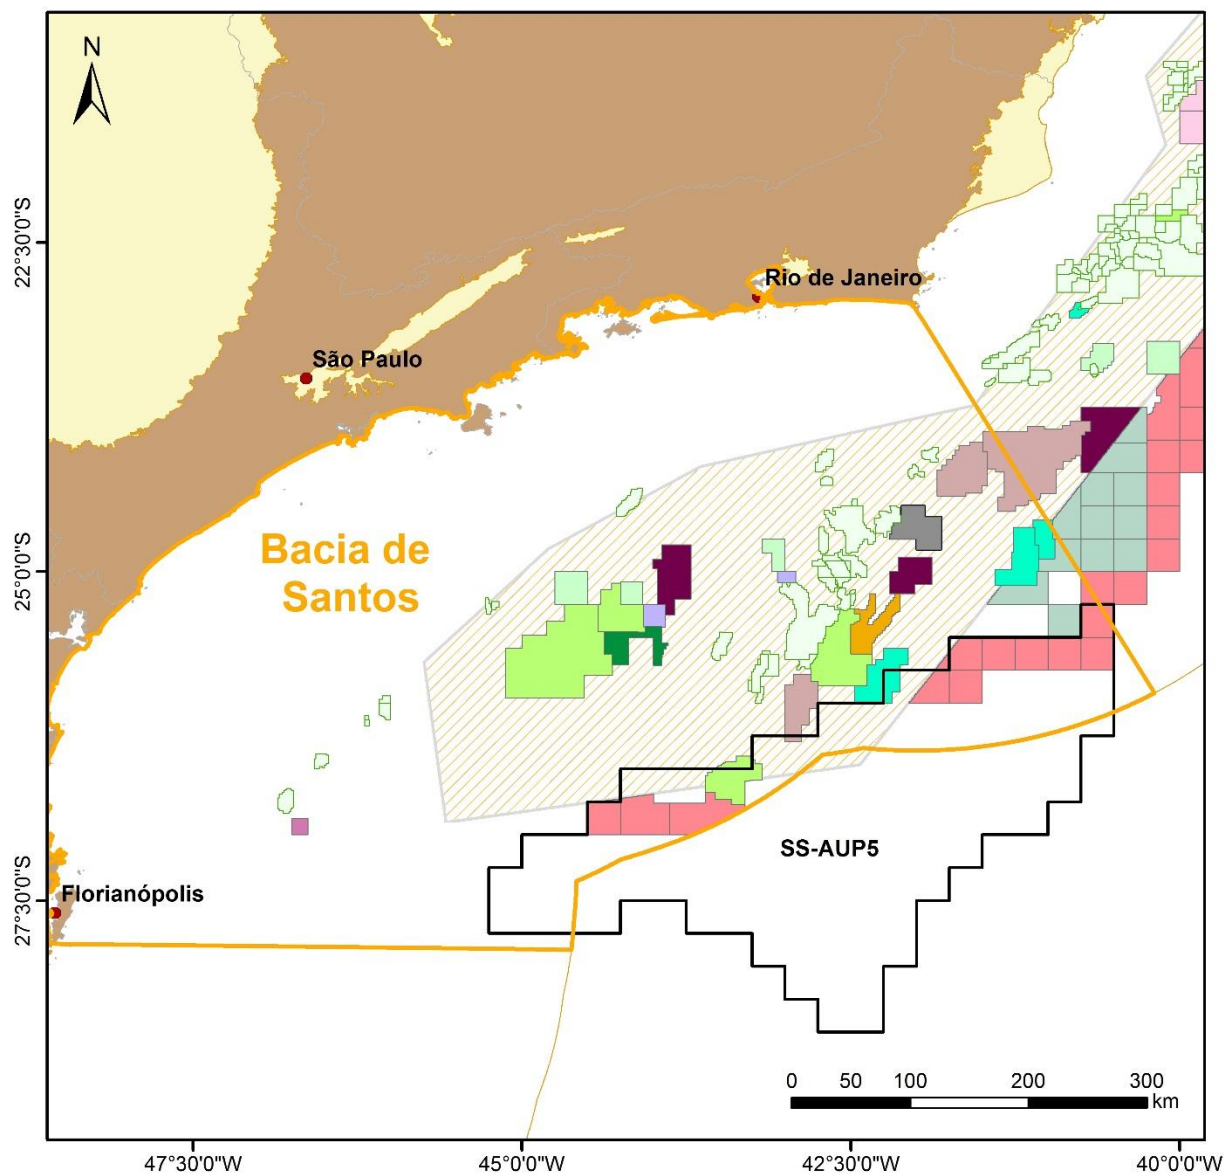 N
22°30'0"S
Rio de Janeiro
São Paulo
Bacia de
Santos
25°0'0"S
SS-AUP5
Florianópolis
27°30'0"S
0 50 100 200 300
km
47°30'0"W 45°0'0"W 42°30'0"W 40°0'0"W